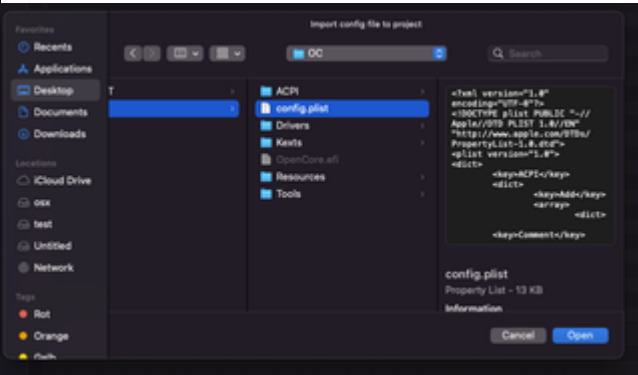 Import config file to project
Favorites
Recents
Applications
Desktop
Documents
Downloads
Locations
iCloud Drive
osx
test
Untitled
Network
Tags
Rot
Orange
Gelb
OC
Search
T
ACPI
config.plist
Drivers
Kexts
OpenCore.efi
Resources
Tools
<?xml version="1.0"
encoding="UTF-8"?>
<!DOCTYPE plist PUBLIC "-//
Apple//DTD PLIST 1.0//EN"
"http://www.apple.com/DTDs/
PropertyList-1.0.dtd">
<plist version="1.0">
<dict>
<key>ACPI</key>
<dict>
<key>Add</key>
<array>
<dict>
<key>Comment</key>
config.plist
Property List - 13 KB
Information
Cancel
Open